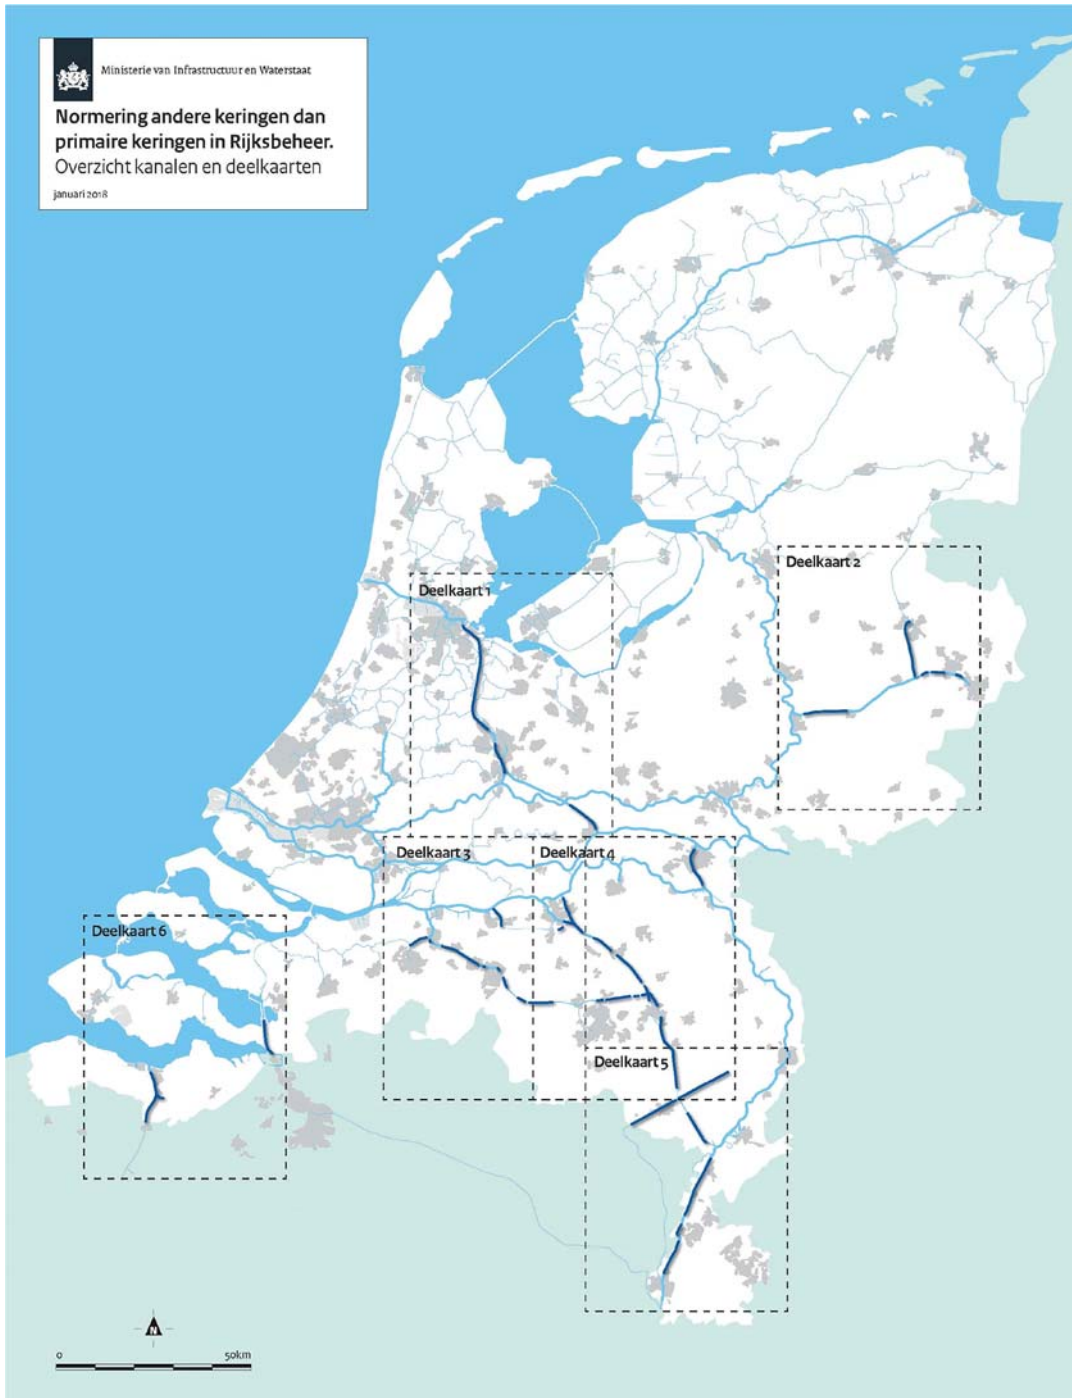 Ministerie van Infrastructuur en Waterstaat
Normering andere keringen dan
primaire keringen in Rijksbeheer.
Overzicht kanalen en deelkaarten
januari 2018
Deelkaart 2
Deelkaart 1
Deelkaart 3
Deelkaart 4
Deelkaart 6
Deelkaart 5
N
0
50km